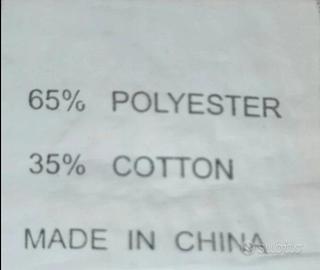 65% POLYESTER
35% COTTON
MADE IN CHINA